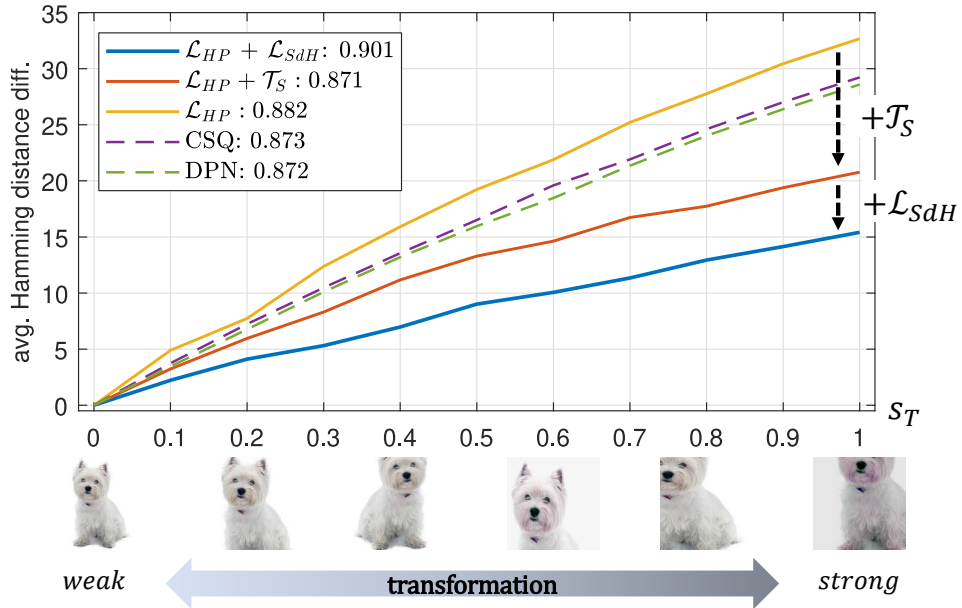 35
30
25
20
15
10
5
0
avg. Hamming distance diff.
ℒ_HP + ℒ_SdH: 0.901
ℒ_HP + 𝒯_S : 0.871
ℒ_HP : 0.882
CSQ: 0.873
DPN: 0.872
+𝒯_S
+ℒ_SdH
0 0.1 0.2 0.3 0.4 0.5 0.6 0.7 0.8 0.9 1
s_T
weak
transformation
strong